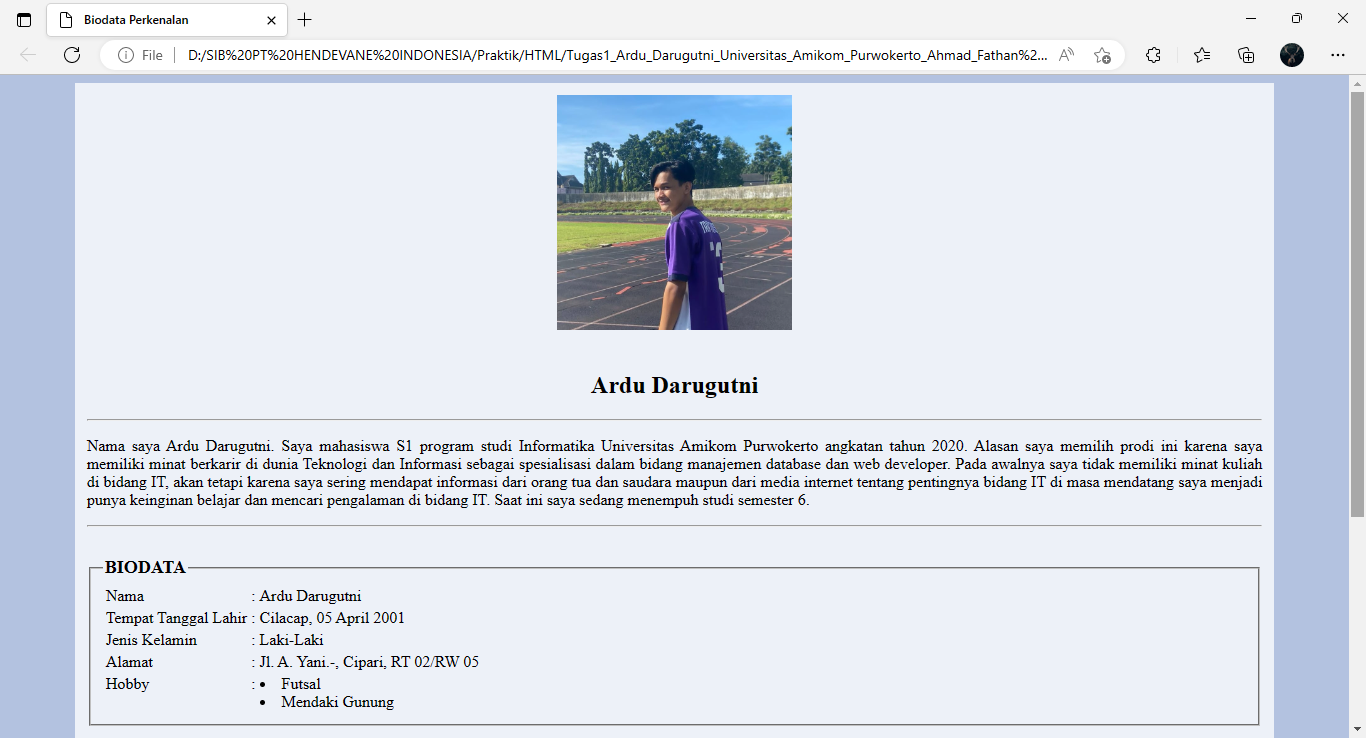 Biodata Perkenalan
File
D:/SIB%20PT%20HENDEVANE%20INDONESIA/Praktik/HTML/Tugas1_Ardu_Darugutni_Universitas_Amikom_Purwokerto_Ahmad_Fathan%2...
Ardu Darugutni
Nama saya Ardu Darugutni. Saya mahasiswa S1 program studi Informatika Universitas Amikom Purwokerto angkatan tahun 2020. Alasan saya memilih prodi ini karena saya
memiliki minat berkarir di dunia Teknologi dan Informasi sebagai spesialisasi dalam bidang manajemen database dan web developer. Pada awalnya saya tidak memiliki minat kuliah
di bidang IT, akan tetapi karena saya sering mendapat informasi dari orang tua dan saudara maupun dari media internet tentang pentingnya bidang IT di masa mendatang saya menjadi
punya keinginan belajar dan mencari pengalaman di bidang IT. Saat ini saya sedang menempuh studi semester 6.
BIODATA
Nama : Ardu Darugutni
Tempat Tanggal Lahir : Cilacap, 05 April 2001
Jenis Kelamin : Laki-Laki
Alamat : Jl. A. Yani.-, Cipari, RT 02/RW 05
Hobby : • Futsal
• Mendaki Gunung